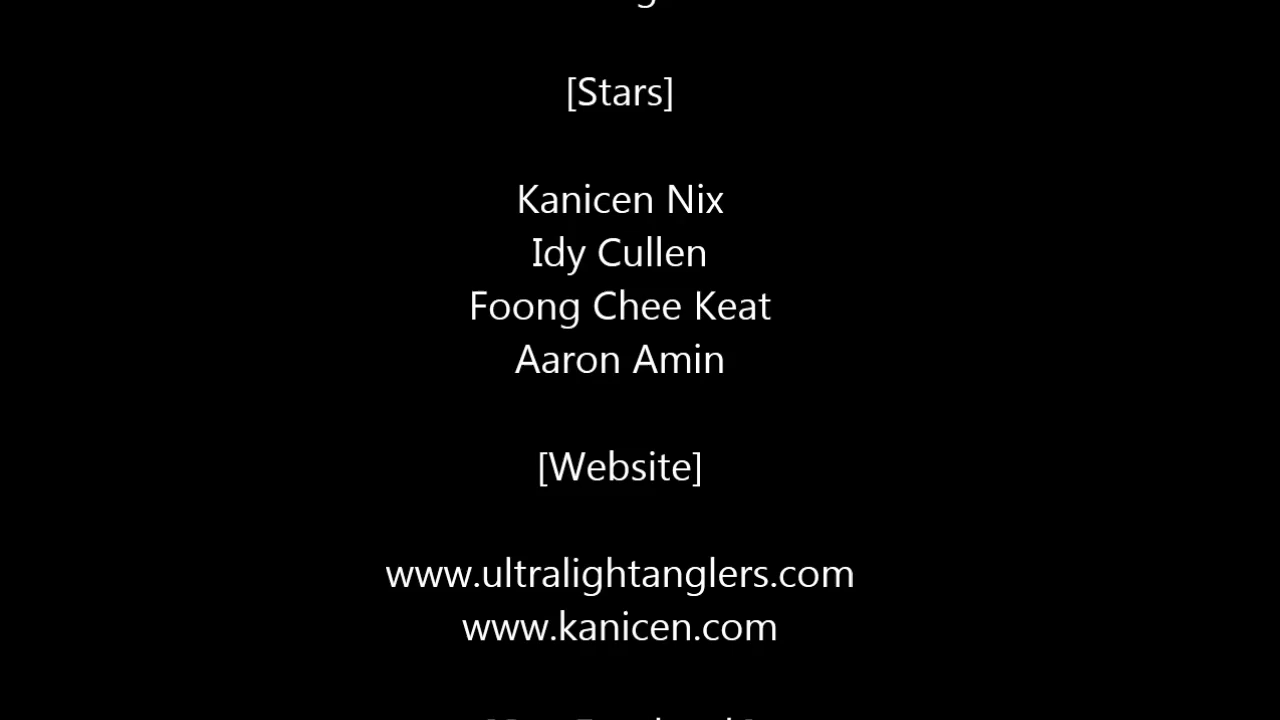 [Stars]
Kanicen Nix
Idy Cullen
Foong Chee Keat
Aaron Amin
[Website]
www.ultralightanglers.com
www.kanicen.com